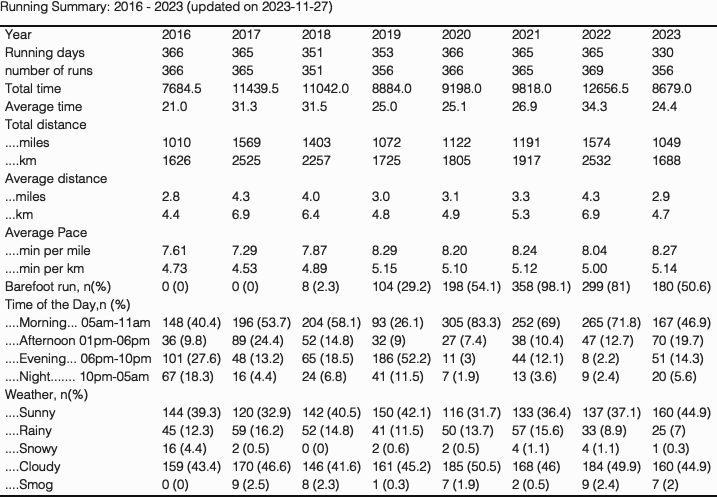 Running Summary: 2016 - 2023 (updated on 2023-11-27)
Year 2016 2017 2018 2019 2020 2021 2022 2023
Running days 366 365 351 353 366 365 365 330
number of runs 366 365 351 356 366 365 369 356
Total time 7684.5 11439.5 11042.0 8884.0 9198.0 9818.0 12656.5 8679.0
Average time 21.0 31.3 31.5 25.0 25.1 26.9 34.3 24.4
Total distance
....miles 1010 1569 1403 1072 1122 1191 1574 1049
....km 1626 2525 2257 1725 1805 1917 2532 1688
Average distance
...miles 2.8 4.3 4.0 3.0 3.1 3.3 4.3 2.9
...km 4.4 6.9 6.4 4.8 4.9 5.3 6.9 4.7
Average Pace
....min per mile 7.61 7.29 7.87 8.29 8.20 8.24 8.04 8.27
....min per km 4.73 4.53 4.89 5.15 5.10 5.12 5.00 5.14
Barefoot run, n(%) 0 (0) 0 (0) 8 (2.3) 104 (29.2) 198 (54.1) 358 (98.1) 299 (81) 180 (50.6)
Time of the Day,n (%)
....Morning... 05am-11am 148 (40.4) 196 (53.7) 204 (58.1) 93 (26.1) 305 (83.3) 252 (69) 265 (71.8) 167 (46.9)
....Afternoon 01pm-06pm 36 (9.8) 89 (24.4) 52 (14.8) 32 (9) 27 (7.4) 38 (10.4) 47 (12.7) 70 (19.7)
....Evening... 06pm-10pm 101 (27.6) 48 (13.2) 65 (18.5) 186 (52.2) 11 (3) 44 (12.1) 8 (2.2) 51 (14.3)
....Night....... 10pm-05am 67 (18.3) 16 (4.4) 24 (6.8) 41 (11.5) 7 (1.9) 13 (3.6) 9 (2.4) 20 (5.6)
Weather, n(%)
....Sunny 144 (39.3) 120 (32.9) 142 (40.5) 150 (42.1) 116 (31.7) 133 (36.4) 137 (37.1) 160 (44.9)
....Rainy 45 (12.3) 59 (16.2) 52 (14.8) 41 (11.5) 50 (13.7) 57 (15.6) 33 (8.9) 25 (7)
....Snowy 16 (4.4) 2 (0.5) 0 (0) 2 (0.6) 2 (0.5) 4 (1.1) 4 (1.1) 1 (0.3)
....Cloudy 159 (43.4) 170 (46.6) 146 (41.6) 161 (45.2) 185 (50.5) 168 (46) 184 (49.9) 160 (44.9)
....Smog 0 (0) 9 (2.5) 8 (2.3) 1 (0.3) 7 (1.9) 2 (0.5) 9 (2.4) 7 (2)